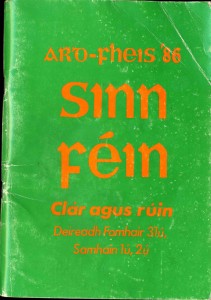 ARD-fheis '86
sinn
féin
Clár agus rúin
Deireadh Fomhair 31ú,
Samhain 1ú, 2ú